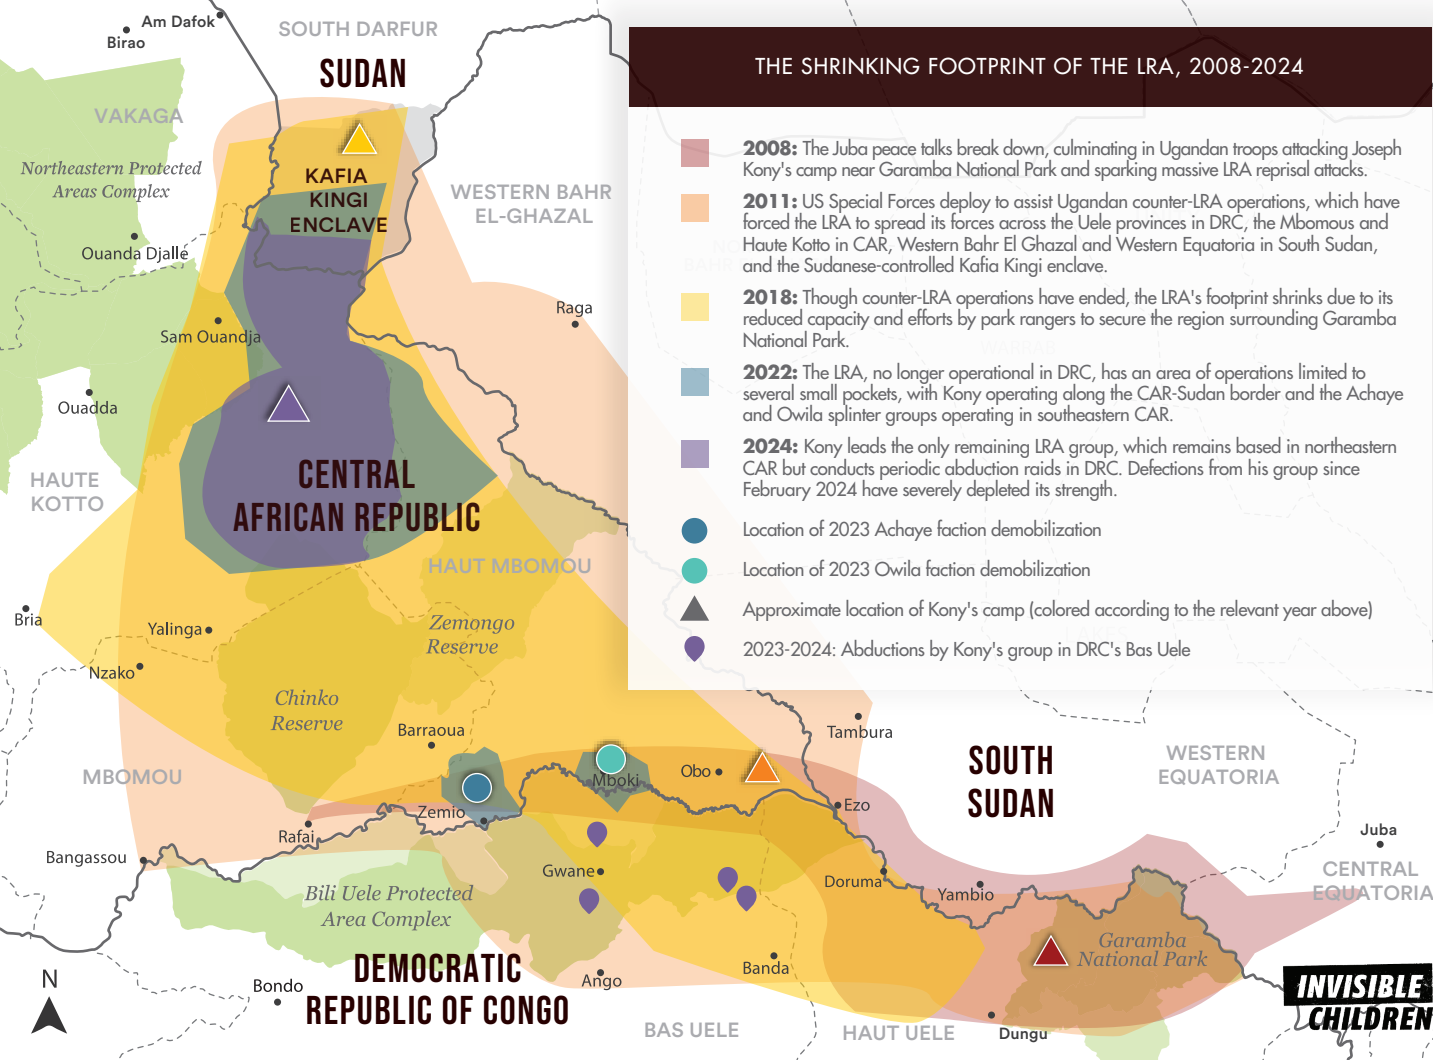 Am Dafok
Birao
SOUTH DARFUR
SUDAN
VAKAGA
Northeastern Protected
Areas Complex
KAFIA
KINGI
ENCLAVE
WESTERN BAHR
EL-GHAZAL
Ouanda Djalle
Raga
Sam Ouandja
Ouadda
HAUTE
KOTTO
CENTRAL
AFRICAN REPUBLIC
HAUT MBOMOU
Bria
Yalinga
Zemongo
Reserve
Nzako
Chinko
Reserve
Barraoua
MBOMOU
Obo
Mboki
Zemio
Rafai
Bangassou
Tambura
Ezo
SOUTH
SUDAN
WESTERN
EQUATORIA
Juba
CENTRAL
EQUATORIA
Gwane
Doruma
Yambio
Bili Uele Protected
Area Complex
Garamba
National Park
Banda
Ango
Bondo
DEMOCRATIC
REPUBLIC OF CONGO
BAS UELE
HAUT UELE
Dungu
N
THE SHRINKING FOOTPRINT OF THE LRA, 2008-2024
2008: The Juba peace talks break down, culminating in Ugandan troops attacking Joseph
Kony's camp near Garamba National Park and sparking massive LRA reprisal attacks.
2011: US Special Forces deploy to assist Ugandan counter-LRA operations, which have
forced the LRA to spread its forces across the Uele provinces in DRC, the Mbomous and
Haute Kotto in CAR, Western Bahr El Ghazal and Western Equatoria in South Sudan,
and the Sudanese-controlled Kafia Kingi enclave.
2018: Though counter-LRA operations have ended, the LRA's footprint shrinks due to its
reduced capacity and efforts by park rangers to secure the region surrounding Garamba
National Park.
2022: The LRA, no longer operational in DRC, has an area of operations limited to
several small pockets, with Kony operating along the CAR-Sudan border and the Achaye
and Owila splinter groups operating in southeastern CAR.
2024: Kony leads the only remaining LRA group, which remains based in northeastern
CAR but conducts periodic abduction raids in DRC. Defections from his group since
February 2024 have severely depleted its strength.
Location of 2023 Achaye faction demobilization
Location of 2023 Owila faction demobilization
Approximate location of Kony's camp (colored according to the relevant year above)
2023-2024: Abductions by Kony's group in DRC's Bas Uele
INVISIBLE
CHILDREN